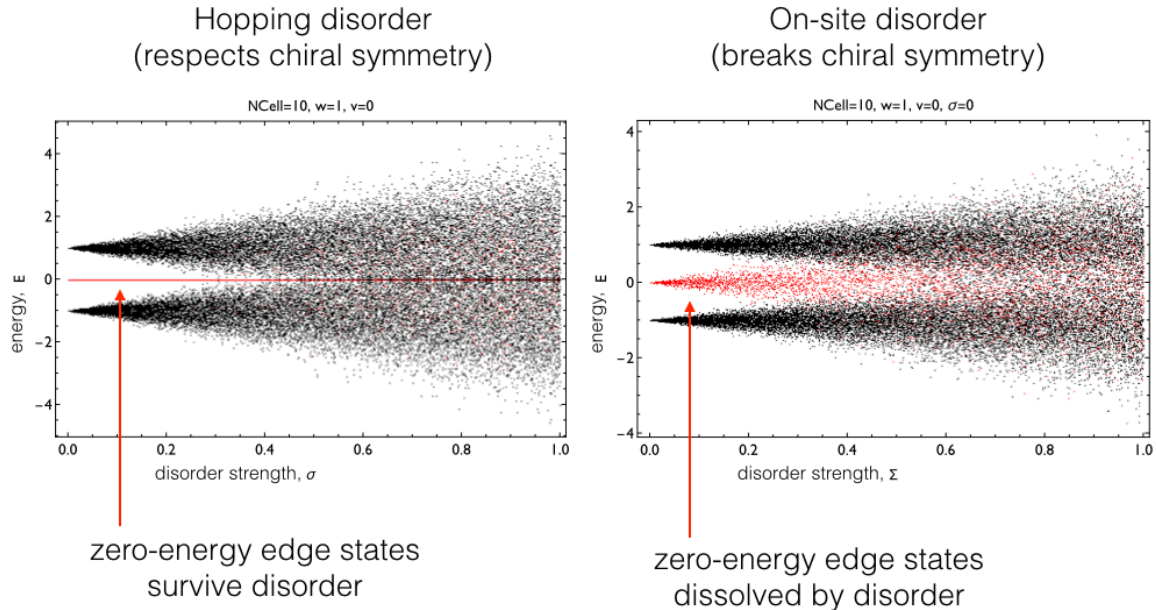 Hopping disorder
(respects chiral symmetry)
NCell=10, w=1, v=0
energy, E
4
2
0
−2
−4
0.0 0.2 0.4 0.6 0.8 1.0
disorder strength, σ
zero-energy edge states
survive disorder
On-site disorder
(breaks chiral symmetry)
NCell=10, w=1, v=0, σ=0
energy, E
4
2
0
−2
−4
0.0 0.2 0.4 0.6 0.8 1.0
disorder strength, Σ
zero-energy edge states
dissolved by disorder